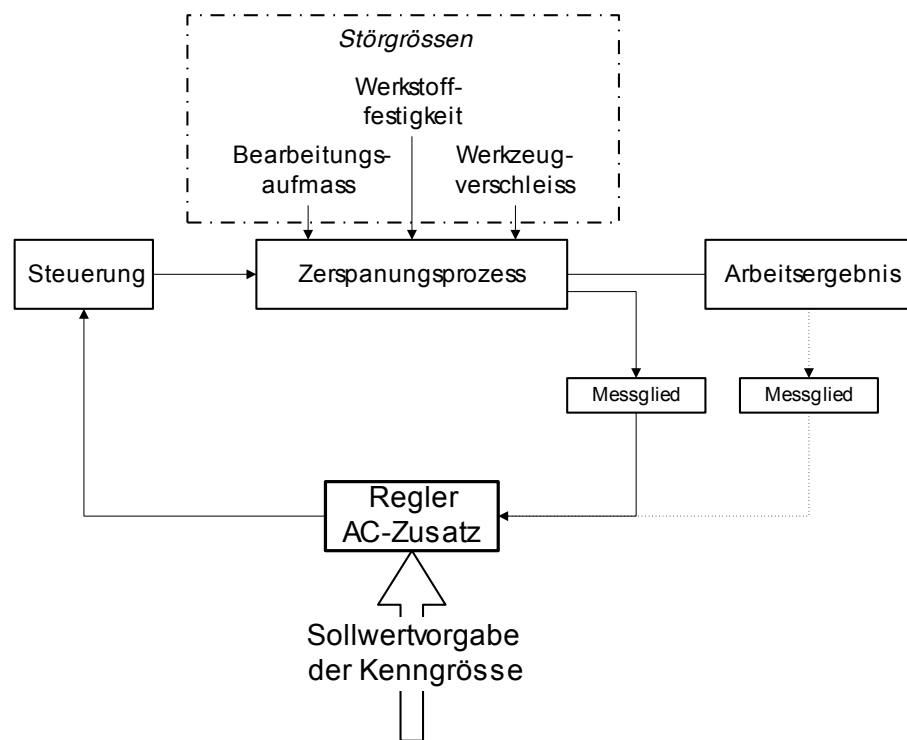 Störgrössen
Werkstoff-
festigkeit
Bearbeitungs-
aufmass
Werkzeug-
verschleiss
Steuerung
Zerspanungsprozess
Arbeitsergebnis
Messglied
Messglied
Regler
AC-Zusatz
Sollwertvorgabe
der Kenngrösse